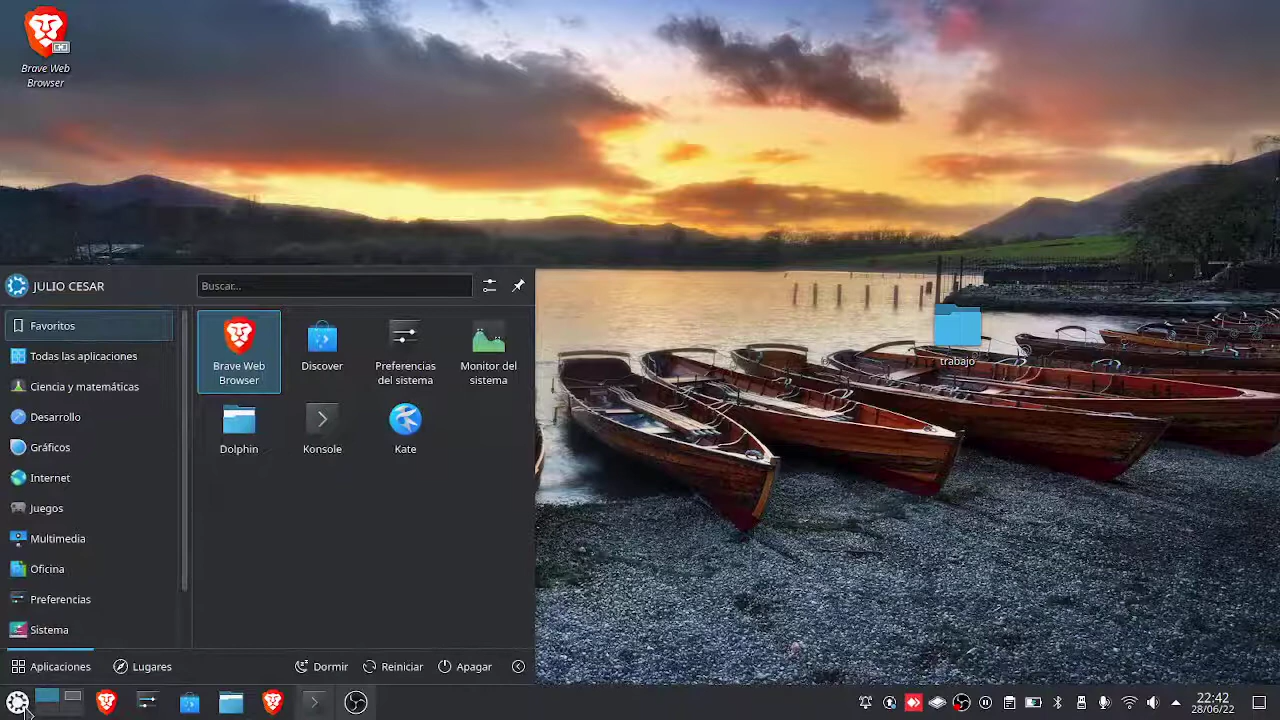 Brave Web
Browser
JULIO CESAR
Buscar...
Favoritos
Todas las aplicaciones
Ciencia y matemáticas
Desarrollo
Gráficos
Internet
Juegos
Multimedia
Oficina
Preferencias
Sistema
Brave Web
Browser
Discover
Preferencias
del sistema
Monitor del
sistema
Dolphin
Konsole
Kate
trabajo
Aplicaciones
Lugares
Dormir
Reiniciar
Apagar
22:42
28/06/22